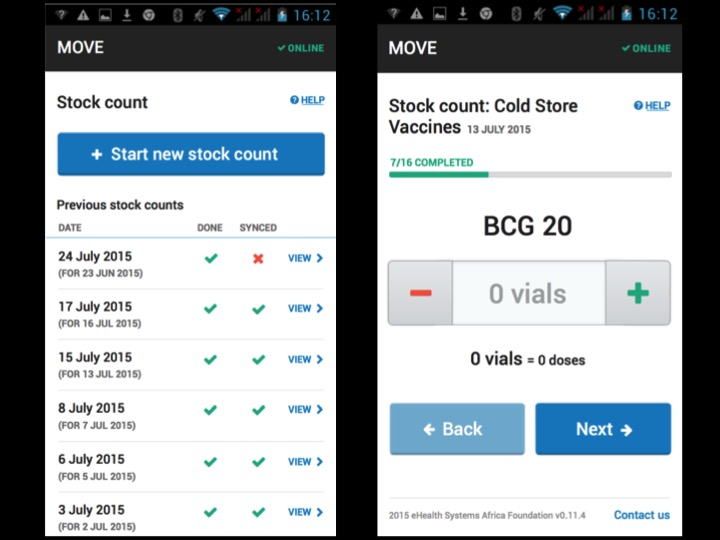 16:12
MOVE
ONLINE
Stock count
HELP
+ Start new stock count
Previous stock counts
DATE DONE SYNCED
24 July 2015 VIEW
(FOR 23 JUN 2015)
17 July 2015 VIEW
(FOR 16 JUL 2015)
15 July 2015 VIEW
(FOR 13 JUL 2015)
8 July 2015 VIEW
(FOR 7 JUL 2015)
6 July 2015 VIEW
(FOR 5 JUL 2015)
3 July 2015 VIEW
(FOR 2 JUL 2015)
16:12
MOVE
ONLINE
Stock count: Cold Store
HELP
Vaccines 13 JULY 2015
7/16 COMPLETED
BCG 20
0 vials
0 vials = 0 doses
Back
Next
2015 eHealth Systems Africa Foundation v0.11.4
Contact us